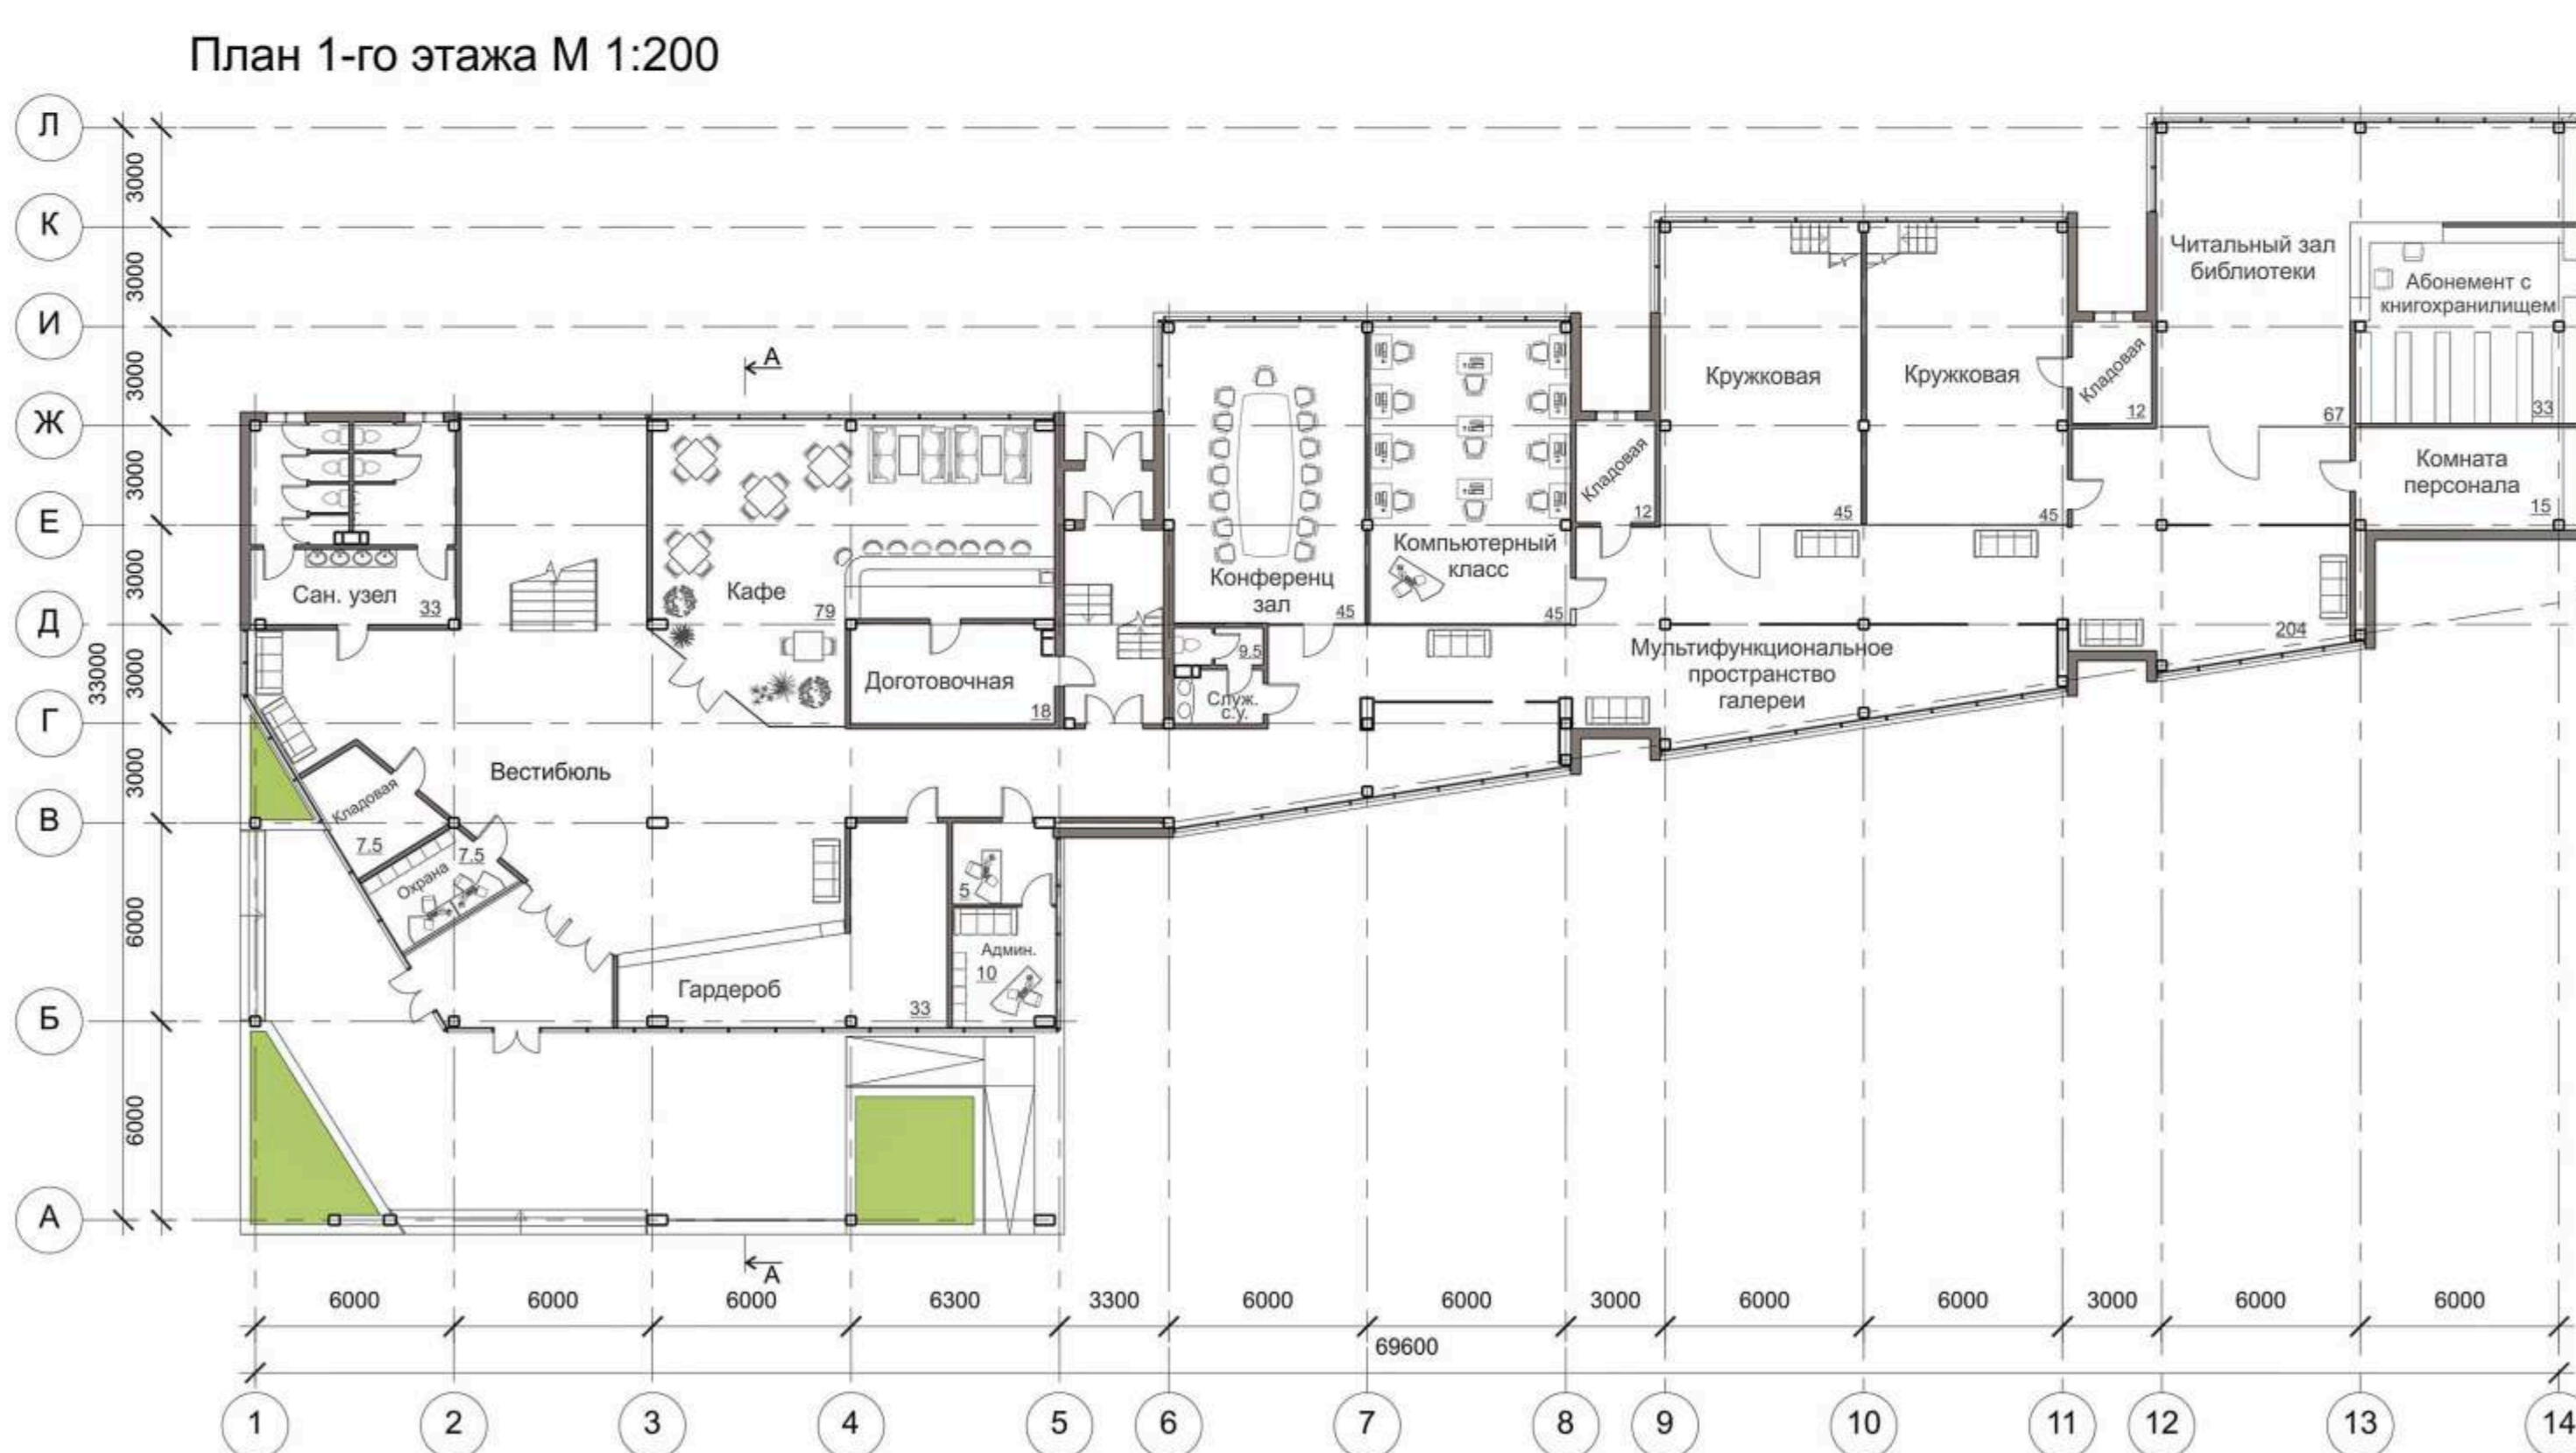 План 1-го этажа М 1:200
Л
К
И
Ж
Е
Д
Г
В
Б
А
3000
3000
3000
3000
3000
3000
3000
6000
6000
33000
А
Читальный зал
библиотеки
67
Абонемент с
книгохранилищем
33
Комната
персонала
15
Кружковая
45
Кружковая
45
Кладовая
12
Кладовая
12
Конференц
зал
45
Компьютерный
класс
45
Сан. узел
33
Кафе
79
Доготовочная
18
9.5
Служ.
с.у.
Мультифункциональное
пространство
галереи
204
Вестибюль
Кладовая
7.5
Охрана
7.5
5
Админ.
10
Гардероб
33
А
6000
6000
6000
6300
3300
6000
6000
3000
6000
6000
3000
6000
6000
69600
1
2
3
4
5
6
7
8
9
10
11
12
13
14